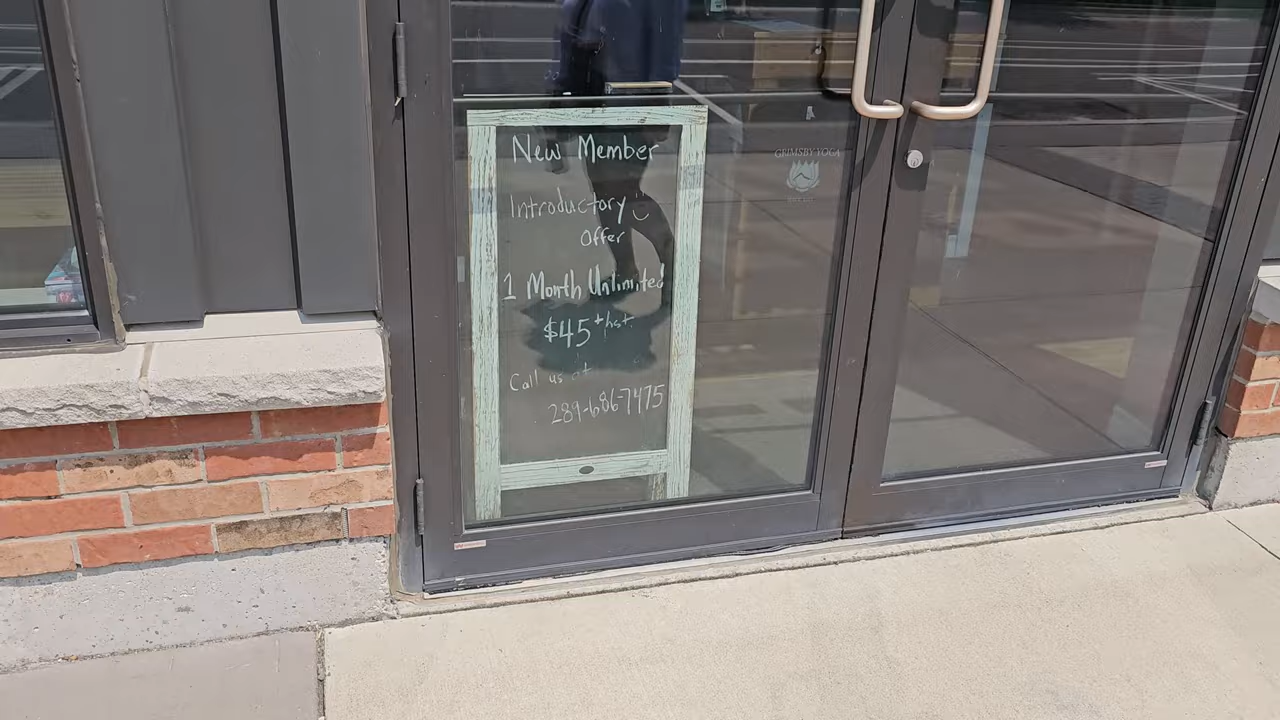 New Member
Introductory
Offer
1 Month Unlimited
$45 +hst
Call us at
289-686-7475
GRIMSBY YOGA